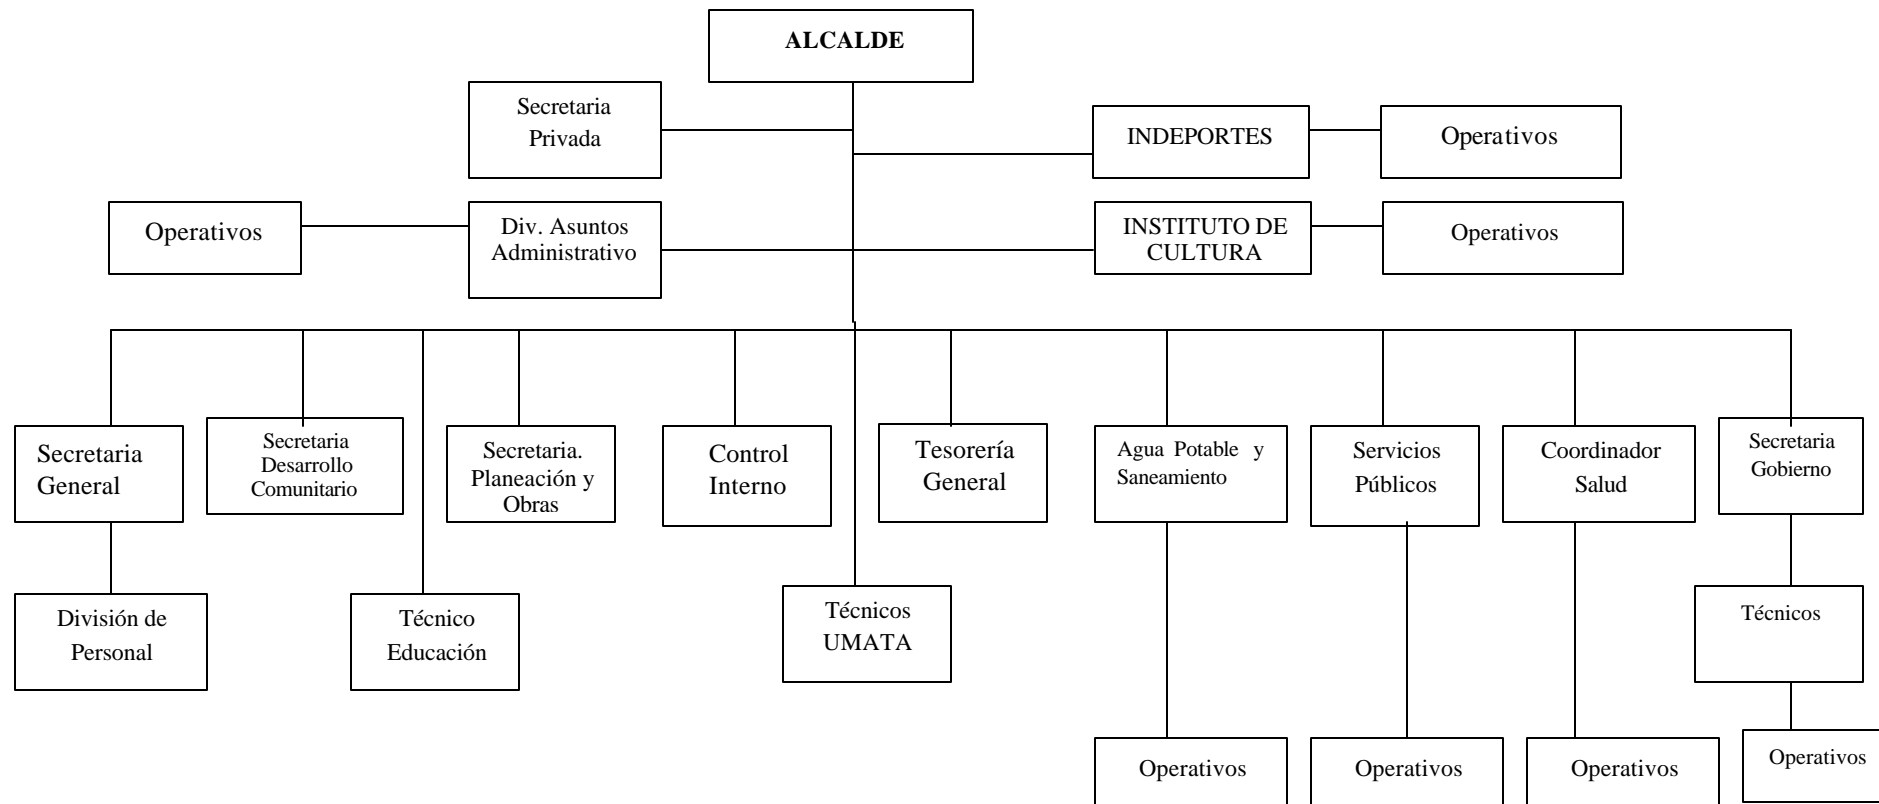 ALCALDE
Secretaria
Privada
INDEPORTES
Operativos
Operativos
Div. Asuntos
Administrativo
INSTITUTO DE
CULTURA
Operativos
Secretaria
General
Secretaria
Desarrollo
Comunitario
Secretaria.
Planeación y
Obras
Control
Interno
Tesorería
General
Agua Potable y
Saneamiento
Servicios
Públicos
Coordinador
Salud
Secretaria
Gobierno
División de
Personal
Técnico
Educación
Técnicos
UMATA
Técnicos
Operativos
Operativos
Operativos
Operativos